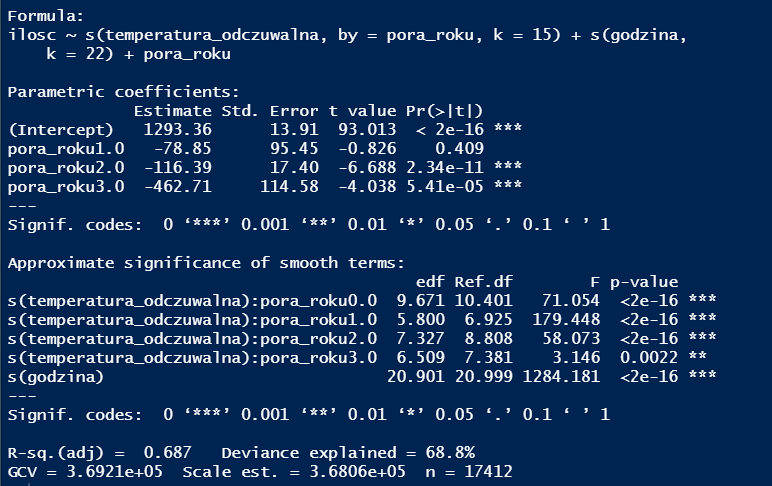 Formula:
ilosc ~ s(temperatura_odczuwalna, by = pora_roku, k = 15) + s(godzina,
    k = 22) + pora_roku

Parametric coefficients:
             Estimate Std. Error t value Pr(>|t|)
(Intercept)   1293.36      13.91  93.013  < 2e-16 ***
pora_roku1.0   -78.85      95.45  -0.826    0.409
pora_roku2.0  -116.39      17.40  -6.688 2.34e-11 ***
pora_roku3.0  -462.71     114.58  -4.038 5.41e-05 ***
---
Signif. codes:  0 ‘***’ 0.001 ‘**’ 0.01 ‘*’ 0.05 ‘.’ 0.1 ‘ ’ 1

Approximate significance of smooth terms:
                                           edf Ref.df        F p-value
s(temperatura_odczuwalna):pora_roku0.0  9.671 10.401   71.054  <2e-16 ***
s(temperatura_odczuwalna):pora_roku1.0  5.800  6.925  179.448  <2e-16 ***
s(temperatura_odczuwalna):pora_roku2.0  7.327  8.808   58.073  <2e-16 ***
s(temperatura_odczuwalna):pora_roku3.0  6.509  7.381    3.146  0.0022 **
s(godzina)                             20.901 20.999 1284.181  <2e-16 ***
---
Signif. codes:  0 ‘***’ 0.001 ‘**’ 0.01 ‘*’ 0.05 ‘.’ 0.1 ‘ ’ 1

R-sq.(adj) =  0.687   Deviance explained = 68.8%
GCV = 3.6921e+05  Scale est. = 3.6806e+05  n = 17412